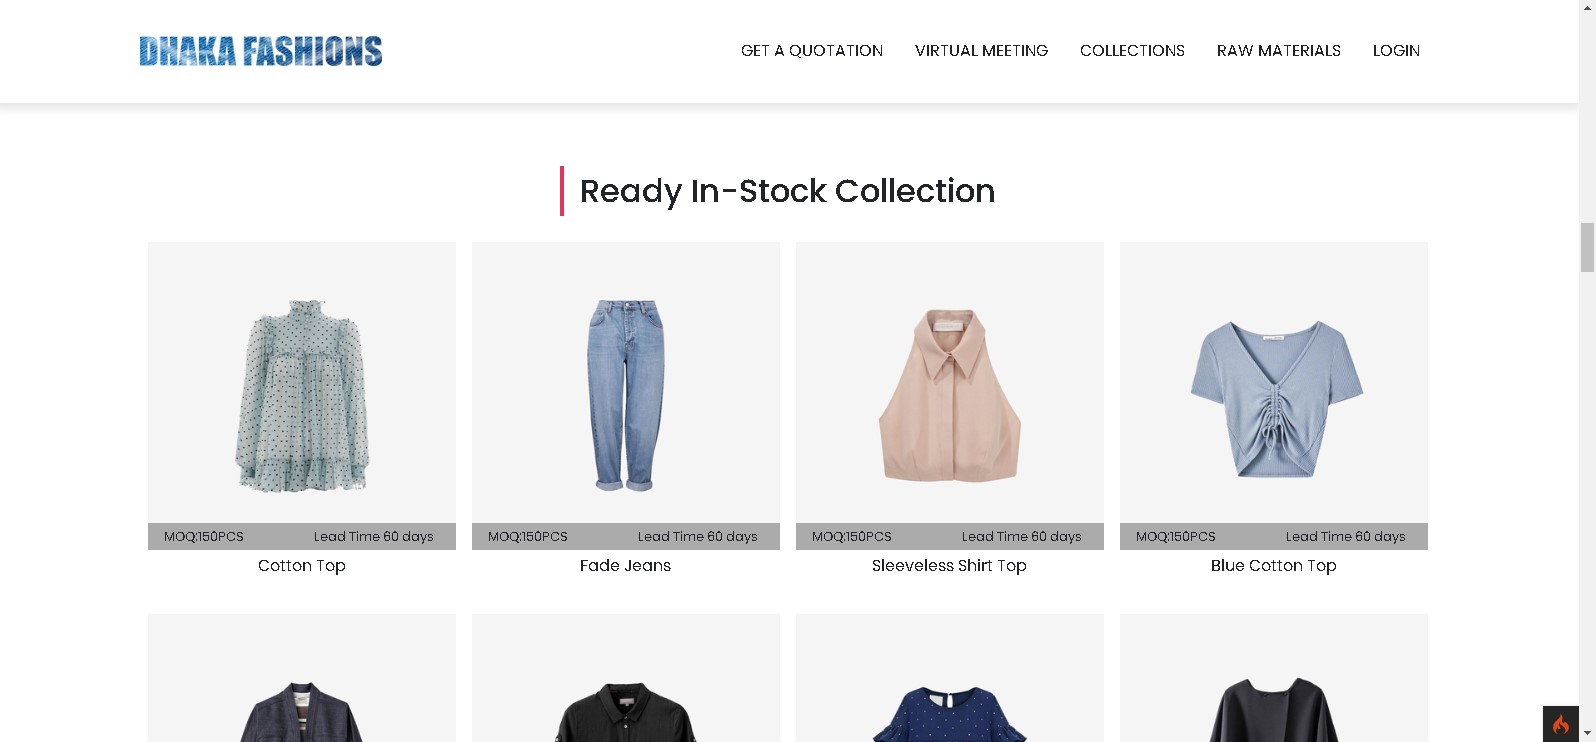 DHAKA FASHIONS
GET A QUOTATION VIRTUAL MEETING COLLECTIONS RAW MATERIALS LOGIN
Ready In-Stock Collection
MOQ:150PCS Lead Time 60 days
Cotton Top
MOQ:150PCS Lead Time 60 days
Fade Jeans
MOQ:150PCS Lead Time 60 days
Sleeveless Shirt Top
MOQ:150PCS Lead Time 60 days
Blue Cotton Top